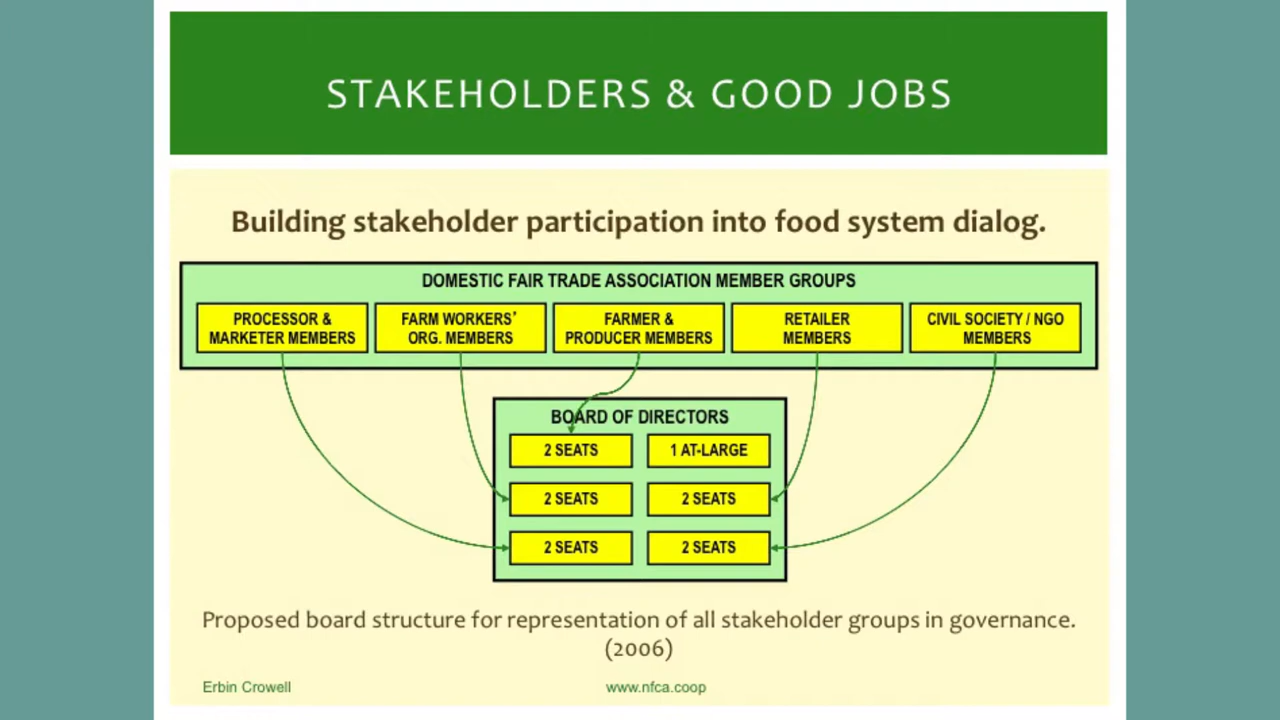 STAKEHOLDERS & GOOD JOBS
Building stakeholder participation into food system dialog.
DOMESTIC FAIR TRADE ASSOCIATION MEMBER GROUPS
PROCESSOR &
MARKETER MEMBERS
FARM WORKERS'
ORG. MEMBERS
FARMER &
PRODUCER MEMBERS
RETAILER
MEMBERS
CIVIL SOCIETY / NGO
MEMBERS
BOARD OF DIRECTORS
2 SEATS
1 AT-LARGE
2 SEATS
2 SEATS
2 SEATS
2 SEATS
Proposed board structure for representation of all stakeholder groups in governance.
(2006)
Erbin Crowell
www.nfca.coop